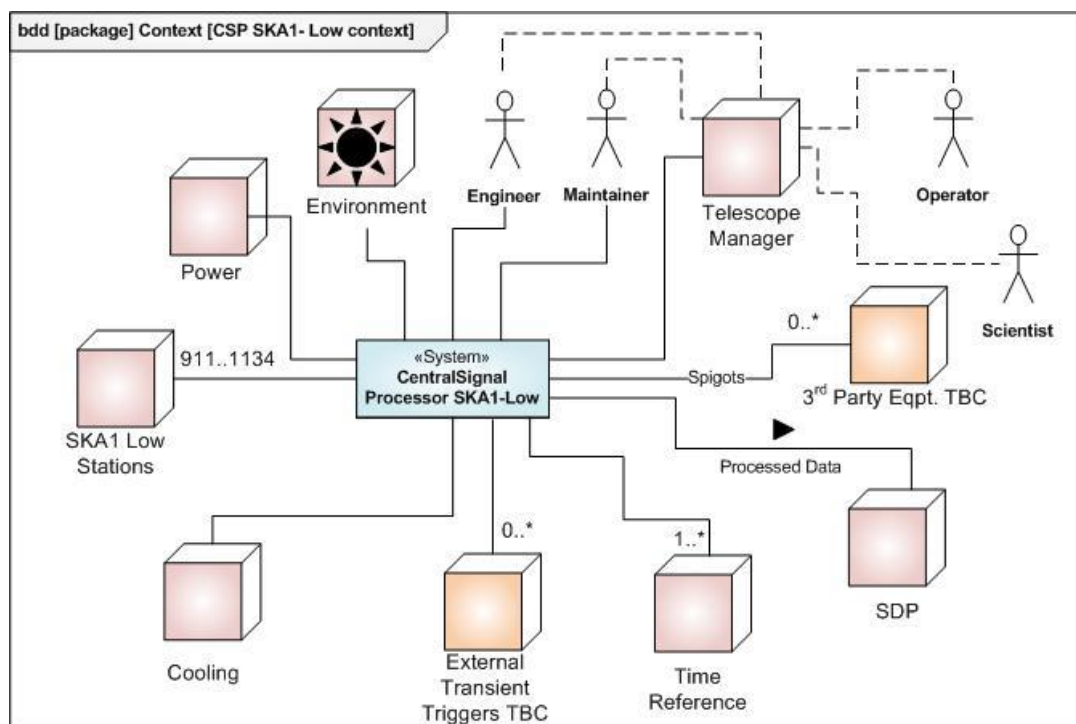 bdd [package] Context [CSP SKA1- Low context]
Environment
Engineer
Maintainer
Telescope
Manager
Operator
Power
Scientist
911..1134
SKA1 Low
Stations
«System»
CentralSignal
Processor SKA1-Low
Spigots
0..*
3rd Party Eqpt. TBC
Processed Data
SDP
Cooling
0..*
External
Transient
Triggers TBC
1..*
Time
Reference